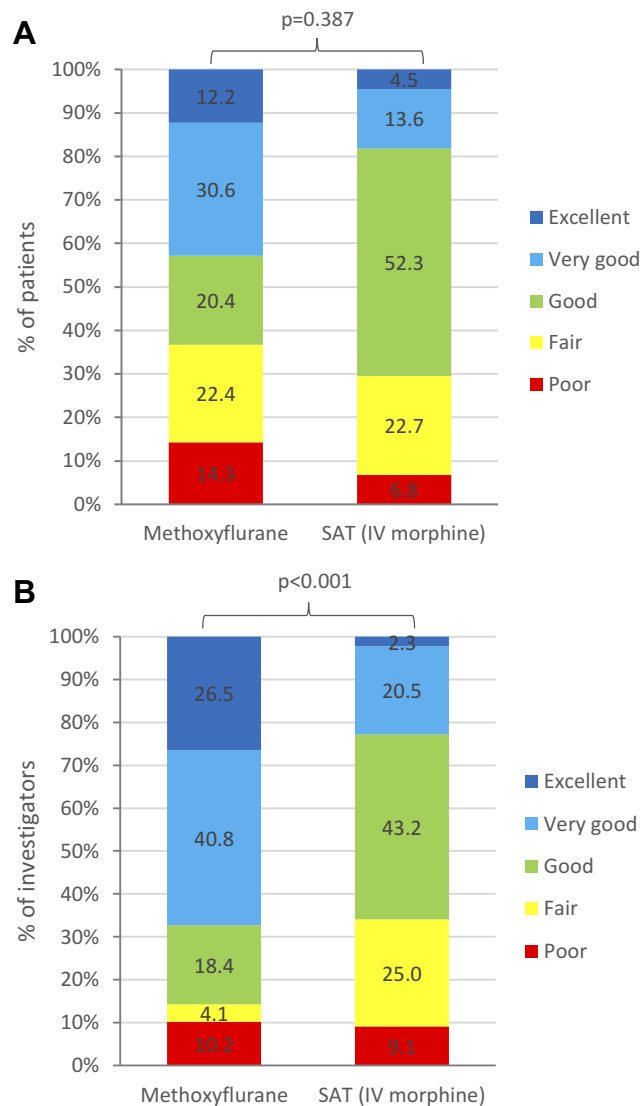 A
p=0.387
100%
90%
80%
70%
60%
50%
40%
30%
20%
10%
0%
% of patients
12.2
30.6
20.4
22.4
14.3
4.5
13.6
52.3
22.7
6.8
Methoxyflurane
SAT (IV morphine)
Excellent
Very good
Good
Fair
Poor
B
p<0.001
100%
90%
80%
70%
60%
50%
40%
30%
20%
10%
0%
% of investigators
26.5
40.8
18.4
4.1
10.2
2.3
20.5
43.2
25.0
9.1
Methoxyflurane
SAT (IV morphine)
Excellent
Very good
Good
Fair
Poor